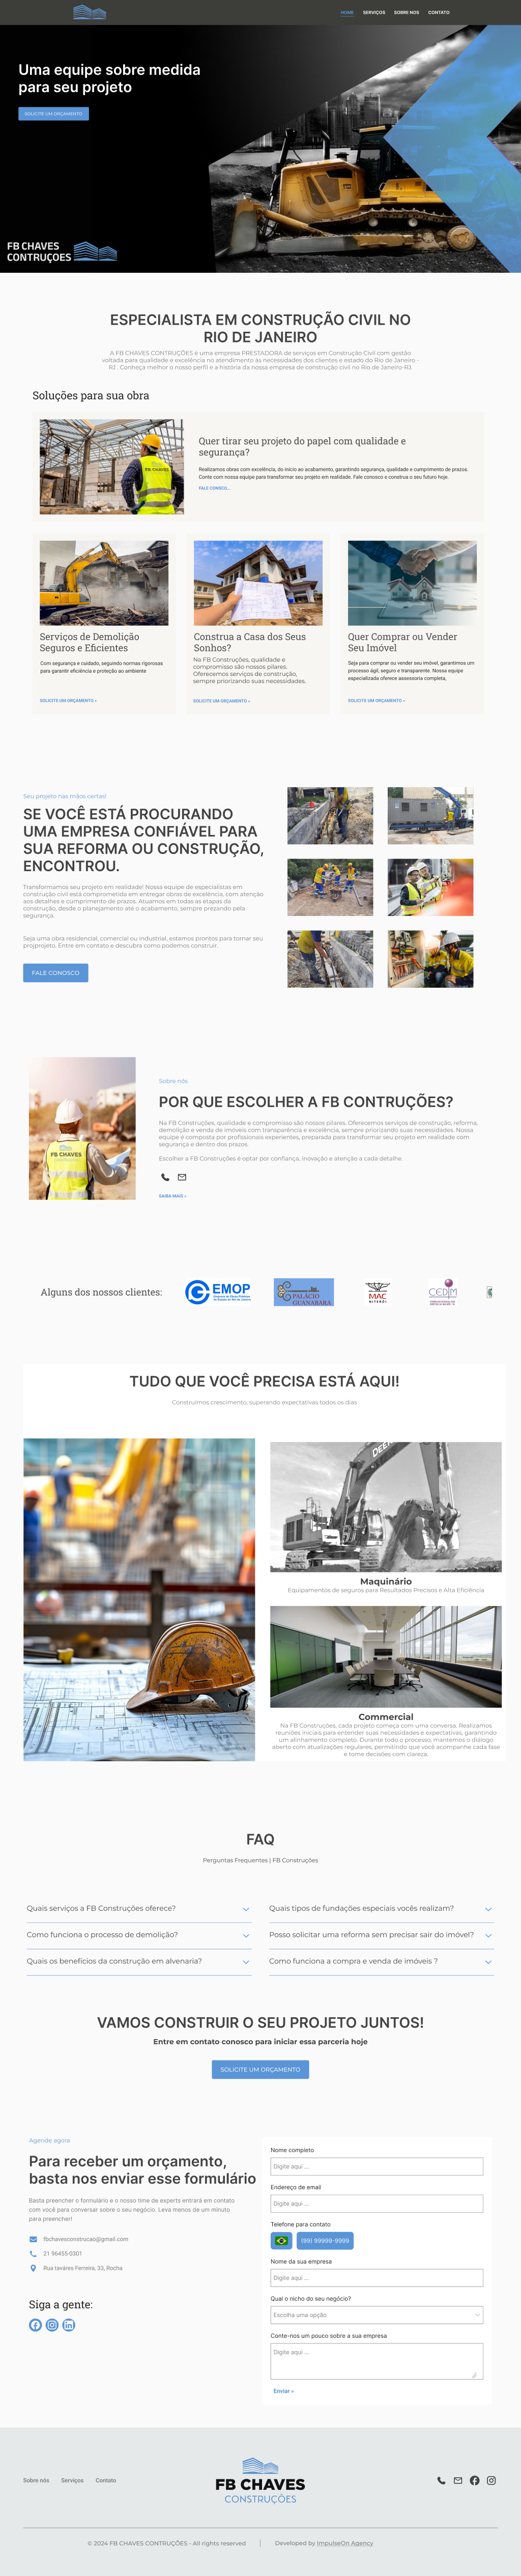 HOME SERVIÇOS SOBRE NOS CONTATO
Uma equipe sobre medida
para seu projeto
SOLICITE UM ORÇAMENTO
FB CHAVES
CONTRUÇOES
ESPECIALISTA EM CONSTRUÇÃO CIVIL NO
RIO DE JANEIRO
A FB CHAVES CONTRUÇÕES é uma empresa PRESTADORA de serviços em Construção Civil com gestão
voltada para qualidade e excelência no atendimento às necessidades dos clientes e estado do Rio de Janeiro -
RJ . Conheça melhor o nosso perfil e a história da nossa empresa de construção civil no Rio de Janeiro-RJ.
Soluções para sua obra
FB CHAVES
Quer tirar seu projeto do papel com qualidade e
segurança?
Realizamos obras com excelência, do início ao acabamento, garantindo segurança, qualidade e cumprimento de prazos.
Conte com nossa equipe para transformar seu projeto em realidade. Fale conosco e construa o seu futuro hoje.
FALE CONSCO...
Serviços de Demolição
Seguros e Eficientes
Com segurança e cuidado, seguindo normas rigorosas
para garantir eficiência e proteção ao ambiente
SOLICITE UM ORÇAMENTO »
Construa a Casa dos Seus
Sonhos?
Na FB Construções, qualidade e
compromisso são nossos pilares.
Oferecemos serviços de construção,
sempre priorizando suas necessidades.
SOLICITE UM ORÇAMENTO »
Quer Comprar ou Vender
Seu Imóvel
Seja para comprar ou vender seu imóvel, garantimos um
processo ágil, seguro e transparente. Nossa equipe
especializada oferece assessoria completa,
SOLICITE UM ORÇAMENTO »
Seu projeto nas mãos certas!
SE VOCÊ ESTÁ PROCURANDO
UMA EMPRESA CONFIÁVEL PARA
SUA REFORMA OU CONSTRUÇÃO,
ENCONTROU.
Transformamos seu projeto em realidade! Nossa equipe de especialistas em
construção civil está comprometida em entregar obras de excelência, com atenção
aos detalhes e cumprimento de prazos. Atuamos em todas as etapas da
construção, desde o planejamento até o acabamento, sempre prezando pela
segurança.
Seja uma obra residencial, comercial ou industrial, estamos prontos para tornar seu
projeto. Entre em contato e descubra como podemos construir.
FALE CONOSCO
FB CHAVES
Sobre nós
POR QUE ESCOLHER A FB CONTRUÇÕES?
Na FB Construções, qualidade e compromisso são nossos pilares. Oferecemos serviços de construção, reforma,
demolição e venda de imóveis com transparência e excelência, sempre priorizando suas necessidades. Nossa
equipe é composta por profissionais experientes, preparada para transformar seu projeto em realidade com
segurança e dentro do prazos.
Escolher a FB Construções é optar por confiança, inovação e atenção a cada detalhe.
SAIBA MAIS »
Alguns dos nossos clientes:
EMOP
PALÁCIO
GUANABARA
MAC
NITERÓI
CEDIM
TUDO QUE VOCÊ PRECISA ESTÁ AQUI!
Construímos crescimento, superando expectativas todos os dias
DEERE
Maquinário
Equipamentos de seguros para Resultados Precisos e Alta Eficiência
Commercial
Na FB Construções, cada projeto começa com uma conversa. Realizamos
reuniões iniciais para entender suas necessidades e expectativas, garantindo
um alinhamento completo. Durante todo o processo, mantemos o diálogo
aberto com atualizações regulares, permitindo que você acompanhe cada fase
e tome decisões com clareza.
FAQ
Perguntas Frequentes | FB Construções
Quais serviços a FB Construções oferece?
Como funciona o processo de demolição?
Quais os benefícios da construção em alvenaria?
Quais tipos de fundações especiais vocês realizam?
Posso solicitar uma reforma sem precisar sair do imóvel?
Como funciona a compra e venda de imóveis ?
VAMOS CONSTRUIR O SEU PROJETO JUNTOS!
Entre em contato conosco para iniciar essa parceria hoje
SOLICITE UM ORÇAMENTO
Agende agora
Para receber um orçamento,
basta nos enviar esse formulário
Basta preencher o formulário e o nosso time de experts entrará em contato
com você para conversar sobre o seu negócio. Leva menos de um minuto
para preencher!
fbchavesconstrucao@gmail.com
21 96455-0301
Rua taváres Ferreira, 33, Rocha
Siga a gente:
Nome completo
Digite aqui ...
Endereço de email
Digite aqui ...
Telefone para contato
(99) 99999-9999
Nome da sua empresa
Digite aqui ...
Qual o nicho do seu negócio?
Escolha uma opção
Conte-nos um pouco sobre a sua empresa
Digite aqui ...
Enviar »
Sobre nós Serviços Contato
FB CHAVES
CONSTRUÇÕES
© 2024 FB CHAVES CONTRUÇÕES - All rights reserved | Developed by ImpulseOn Agency